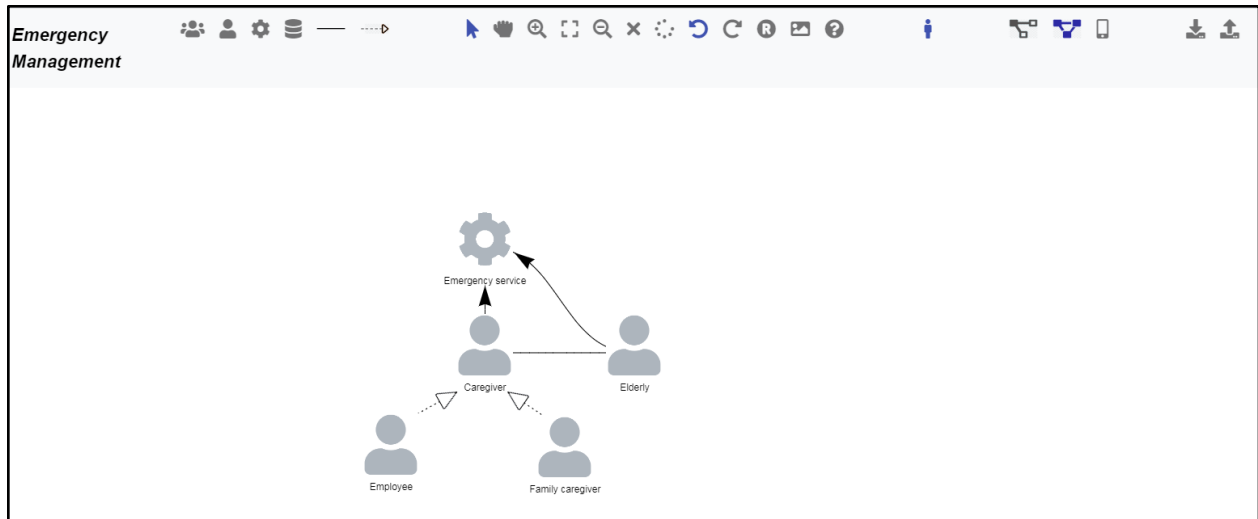 Emergency
Management
R
?
Emergency service
Caregiver
Elderly
Employee
Family caregiver